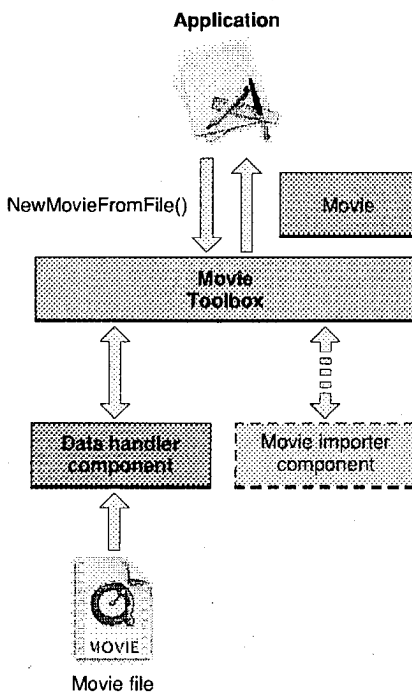 Application
NewMovieFromFile()
Movie
Movie
Toolbox
Data handler
component
Movie importer
component
MOVIE
Movie file